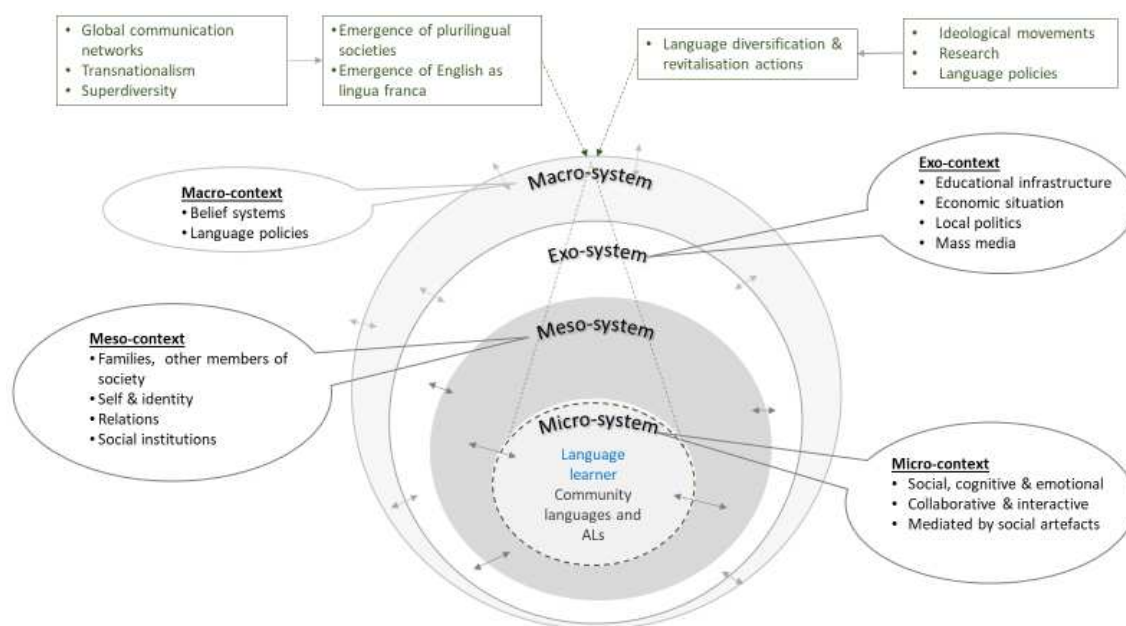 • Global communication
networks
• Transnationalism
• Superdiversity
• Emergence of plurilingual
societies
• Emergence of English as
lingua franca
• Language diversification &
revitalisation actions
• Ideological movements
• Research
• Language policies
Macro-context
• Belief systems
• Language policies
Exo-context
• Educational infrastructure
• Economic situation
• Local politics
• Mass media
Macro-system
Exo-system
Meso-system
Meso-context
• Families, other members of
society
• Self & identity
• Relations
• Social institutions
Micro-system
Language
learner
Community
languages and
ALs
Micro-context
• Social, cognitive & emotional
• Collaborative & interactive
• Mediated by social artefacts